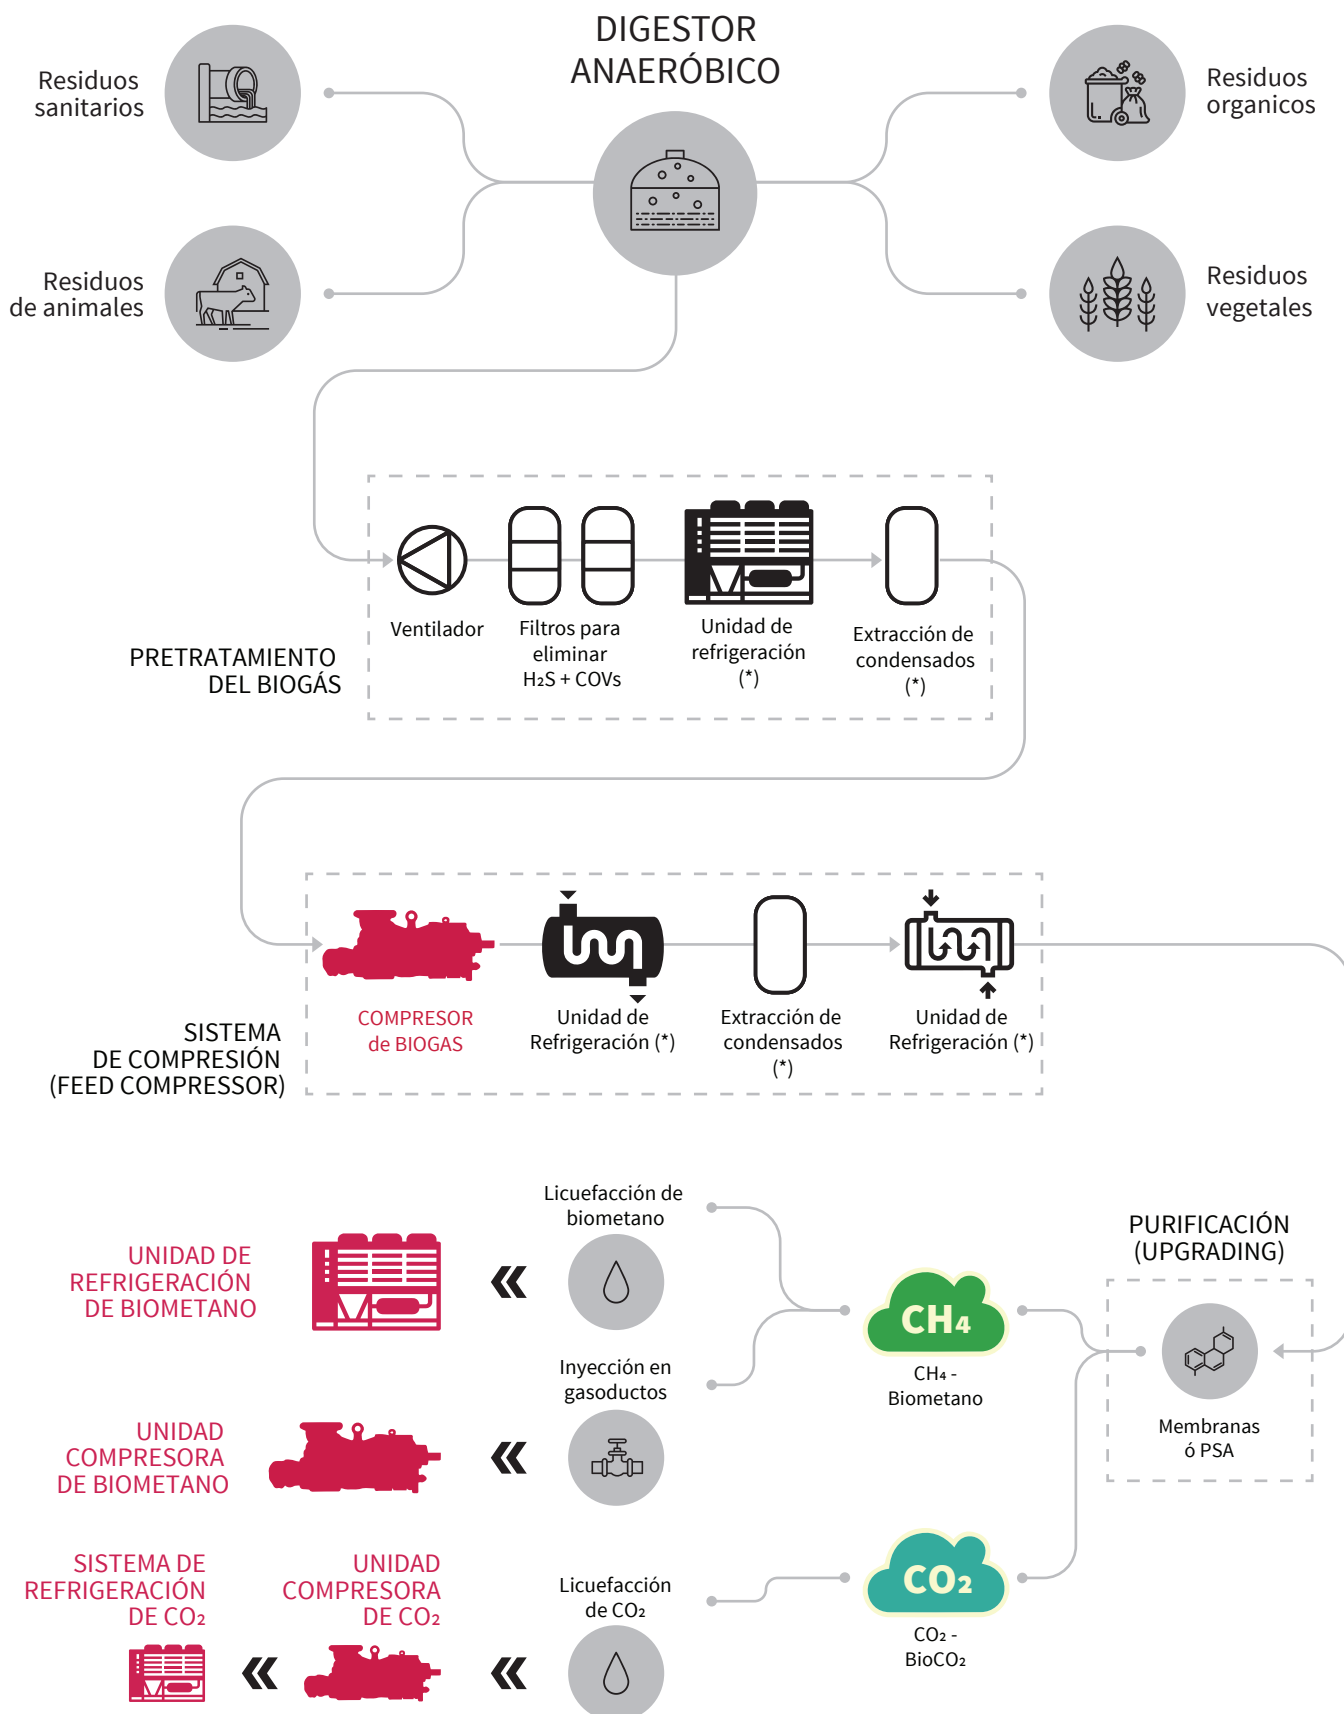 DIGESTOR
ANAERÓBICO
Residuos
sanitarios
Residuos
organicos
Residuos
de animales
Residuos
vegetales
PRETRATAMIENTO
DEL BIOGÁS
Ventilador
Filtros para
eliminar
H₂S + COVs
Unidad de
refrigeración
(*)
Extracción de
condensados
(*)
SISTEMA
DE COMPRESIÓN
(FEED COMPRESSOR)
COMPRESOR
de BIOGAS
Unidad de
Refrigeración (*)
Extracción de
condensados
(*)
Unidad de
Refrigeración (*)
PURIFICACIÓN
(UPGRADING)
Membranas
ó PSA
CH₄
CH₄ -
Biometano
Licuefacción de
biometano
UNIDAD DE
REFRIGERACIÓN
DE BIOMETANO
Inyección en
gasoductos
UNIDAD
COMPRESORA
DE BIOMETANO
CO₂
CO₂ -
BioCO₂
Licuefacción
de CO₂
UNIDAD
COMPRESORA
DE CO₂
SISTEMA DE
REFRIGERACIÓN
DE CO₂